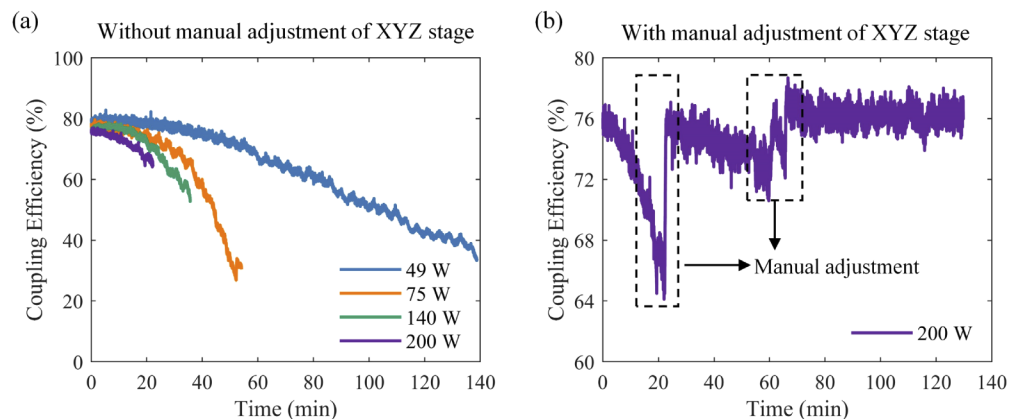 (a)
Without manual adjustment of XYZ stage
100
80
60
40
20
0
Coupling Efficiency (%)
49 W
75 W
140 W
200 W
0 20 40 60 80 100 120 140
Time (min)
(b)
With manual adjustment of XYZ stage
80
76
72
68
64
60
Coupling Efficiency (%)
Manual adjustment
200 W
0 20 40 60 80 100 120 140
Time (min)